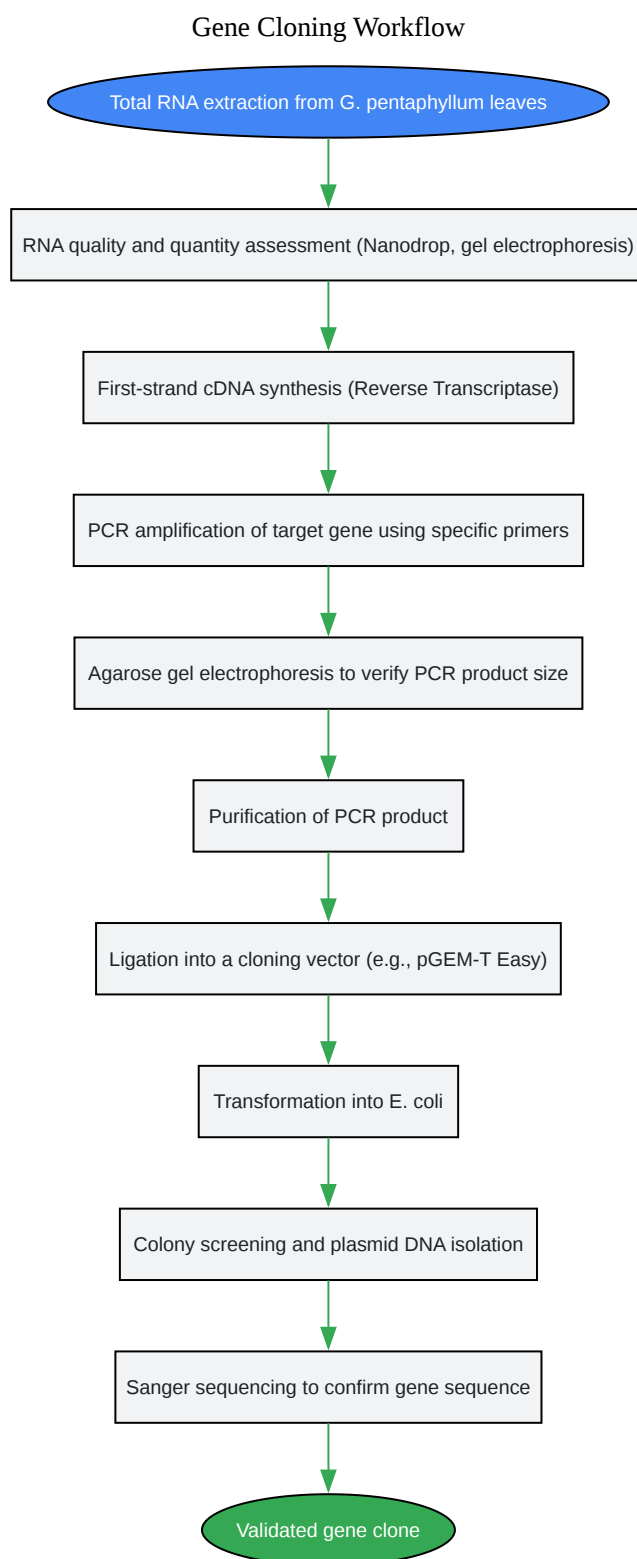 Gene Cloning Workflow
Total RNA extraction from G. pentaphyllum leaves
RNA quality and quantity assessment (Nanodrop, gel electrophoresis)
First-strand cDNA synthesis (Reverse Transcriptase)
PCR amplification of target gene using specific primers
Agarose gel electrophoresis to verify PCR product size
Purification of PCR product
Ligation into a cloning vector (e.g., pGEM-T Easy)
Transformation into E. coli
Colony screening and plasmid DNA isolation
Sanger sequencing to confirm gene sequence
Validated gene clone